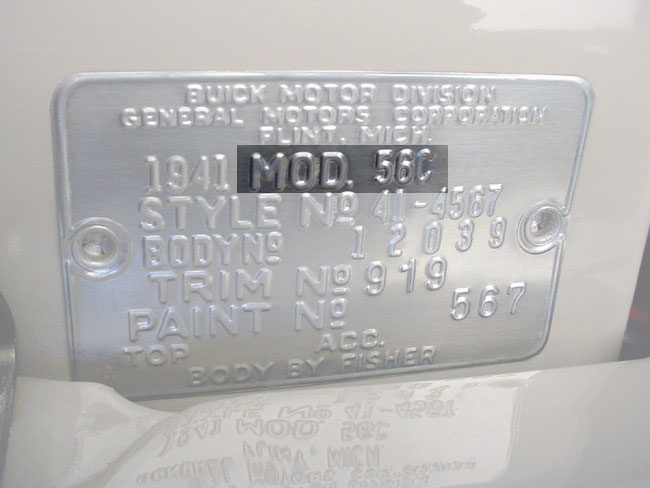 BUICK MOTOR DIVISION
GENERAL MOTORS CORPORATION
FLINT, MICH.
1941 MOD. 56C
STYLE No 41-4567
BODY No 12039
TRIM No 919
PAINT No 567
TOP ACC.
BODY BY FISHER